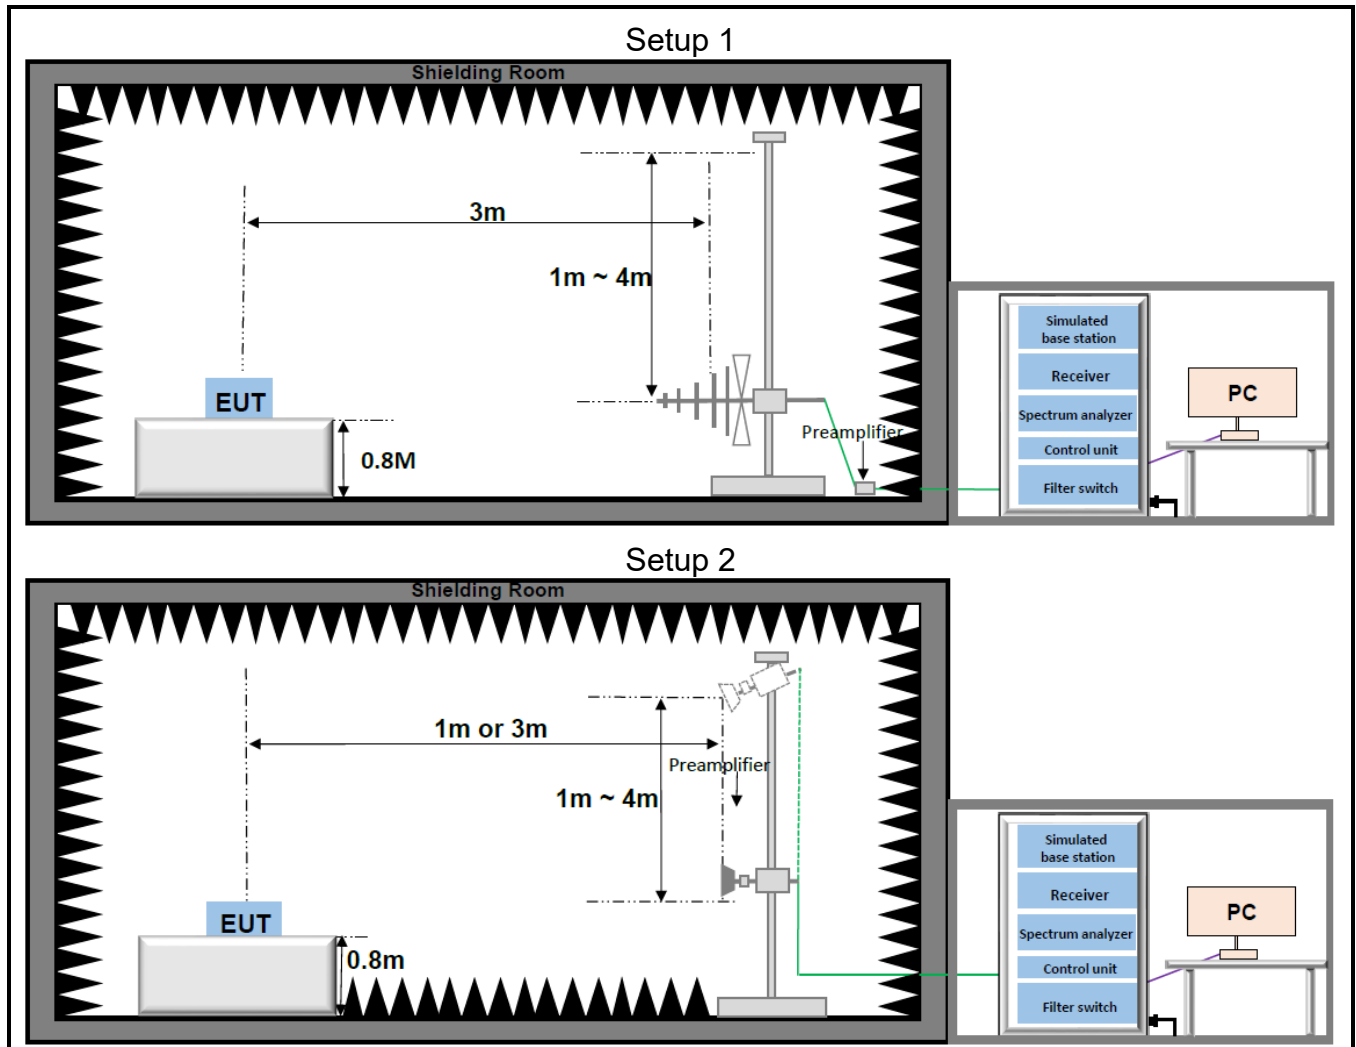 Setup 1
Shielding Room
3m
1m ~ 4m
EUT
0.8M
Preamplifier
Simulated
base station
Receiver
Spectrum analyzer
Control unit
Filter switch
PC
Setup 2
Shielding Room
1m or 3m
Preamplifier
1m ~ 4m
EUT
0.8m
Simulated
base station
Receiver
Spectrum analyzer
Control unit
Filter switch
PC